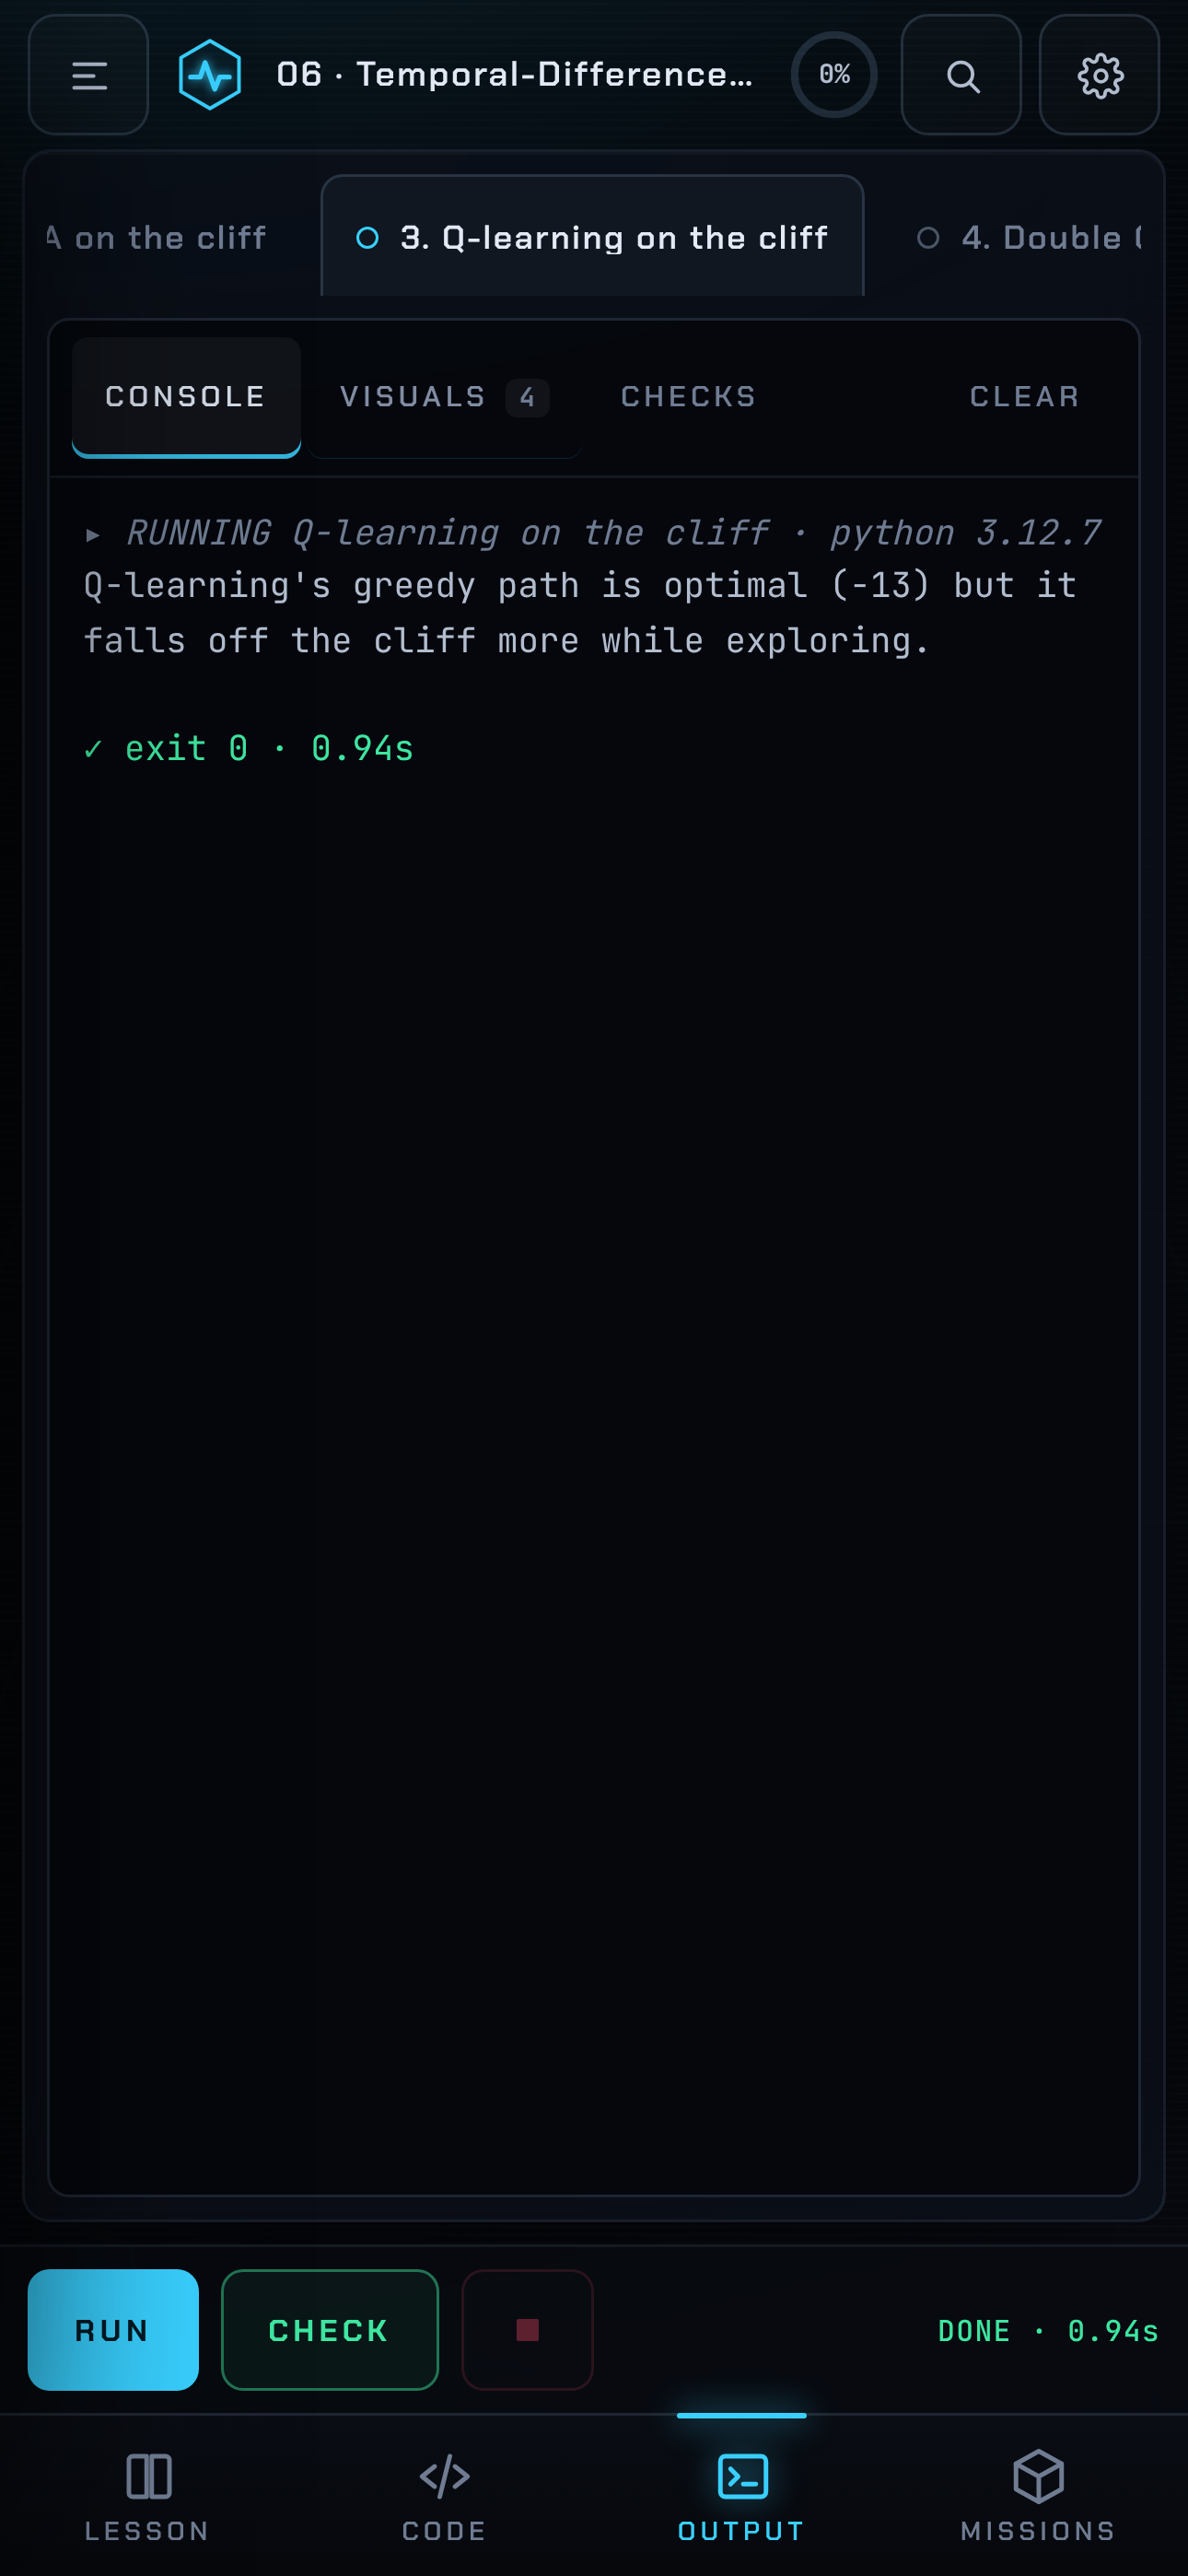 06 · Temporal-Difference...
0%
A on the cliff
3. Q-learning on the cliff
4. Double
CONSOLE
VISUALS 4
CHECKS
CLEAR
▸ RUNNING Q-learning on the cliff · python 3.12.7
Q-learning's greedy path is optimal (-13) but it
falls off the cliff more while exploring.
✓ exit 0 · 0.94s
RUN
CHECK
DONE · 0.94s
LESSON
CODE
OUTPUT
MISSIONS